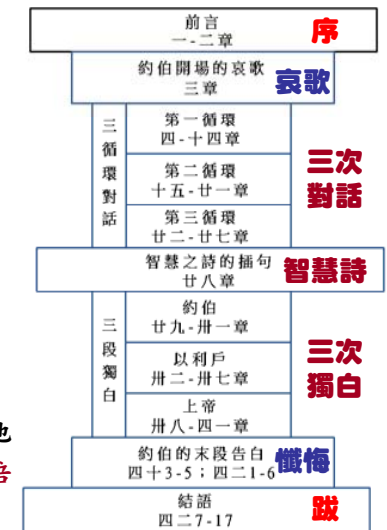 前言
一-二章
序
約伯開場的哀歌
三章
哀歌
三循環對話
第一循環
四-十四章
第二循環
十五-廿一章
第三循環
廿二-廿七章
三次
對話
智慧之詩的插句
廿八章
智慧詩
三段獨白
約伯
廿九-卅一章
以利戶
卅二-卅七章
上帝
卅八-四一章
三次
獨白
約伯的末段告白
四十3-5；四二1-6
懺悔
結語
四二7-17
跋